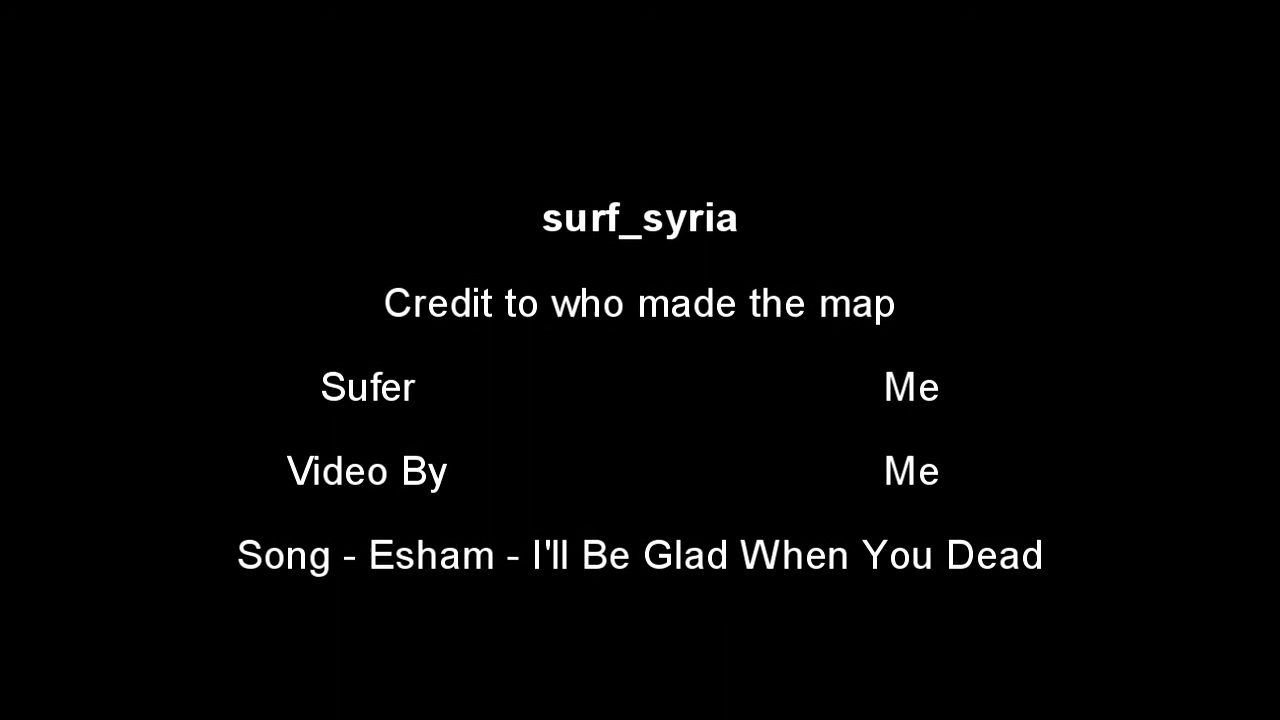 surf_syria
Credit to who made the map
Sufer Me
Video By Me
Song - Esham - I'll Be Glad When You Dead